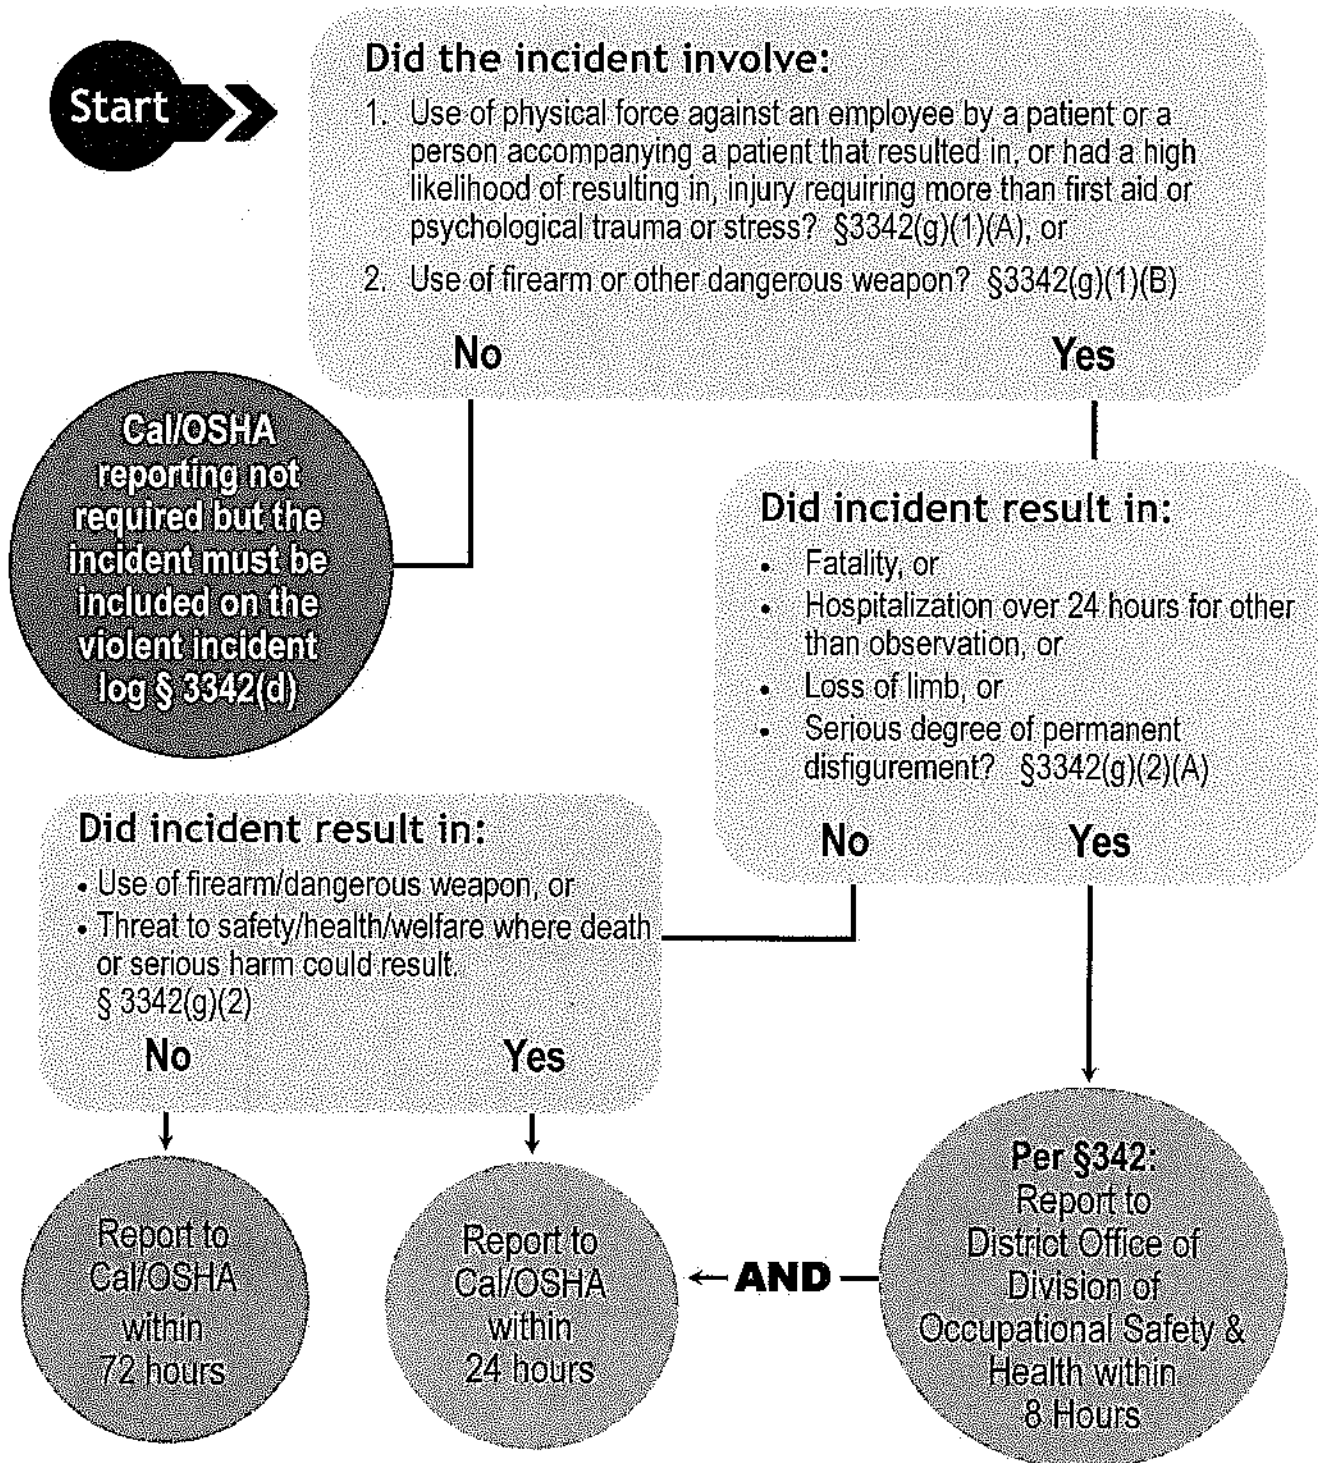 Start
Did the incident involve:
1. Use of physical force against an employee by a patient or a
person accompanying a patient that resulted in, or had a high
likelihood of resulting in, injury requiring more than first aid or
psychological trauma or stress? §3342(g)(1)(A), or
2. Use of firearm or other dangerous weapon? §3342(g)(1)(B)
No
Yes
Cal/OSHA
reporting not
required but the
incident must be
included on the
violent incident
log § 3342(d)
Did incident result in:
• Fatality, or
• Hospitalization over 24 hours for other
than observation, or
• Loss of limb, or
• Serious degree of permanent
disfigurement? §3342(g)(2)(A)
No
Yes
Did incident result in:
• Use of firearm/dangerous weapon, or
• Threat to safety/health/welfare where death
or serious harm could result.
§ 3342(g)(2)
No
Yes
Report to
Cal/OSHA
within
72 hours
Report to
Cal/OSHA
within
24 hours
AND
Per §342:
Report to
District Office of
Division of
Occupational Safety &
Health within
8 Hours